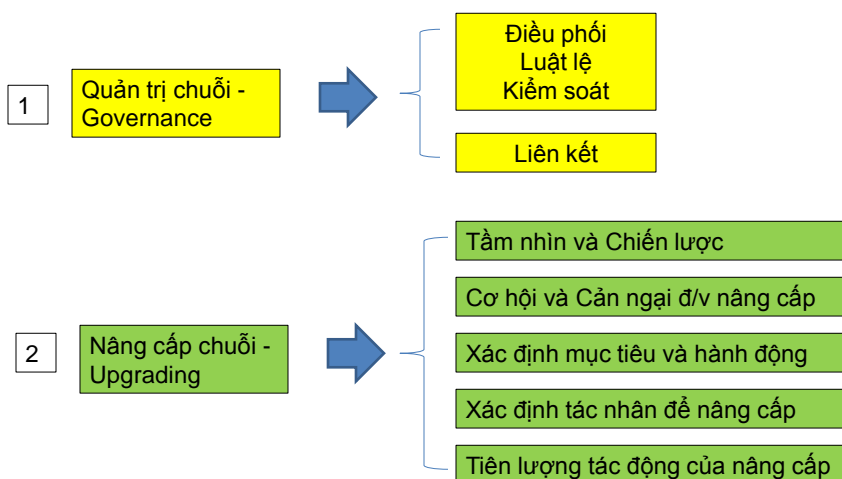 1
Quản trị chuỗi -
Governance
Điều phối
Luật lệ
Kiểm soát
Liên kết
2
Nâng cấp chuỗi -
Upgrading
Tầm nhìn và Chiến lược
Cơ hội và Cản ngại đ/v nâng cấp
Xác định mục tiêu và hành động
Xác định tác nhân để nâng cấp
Tiên lượng tác động của nâng cấp